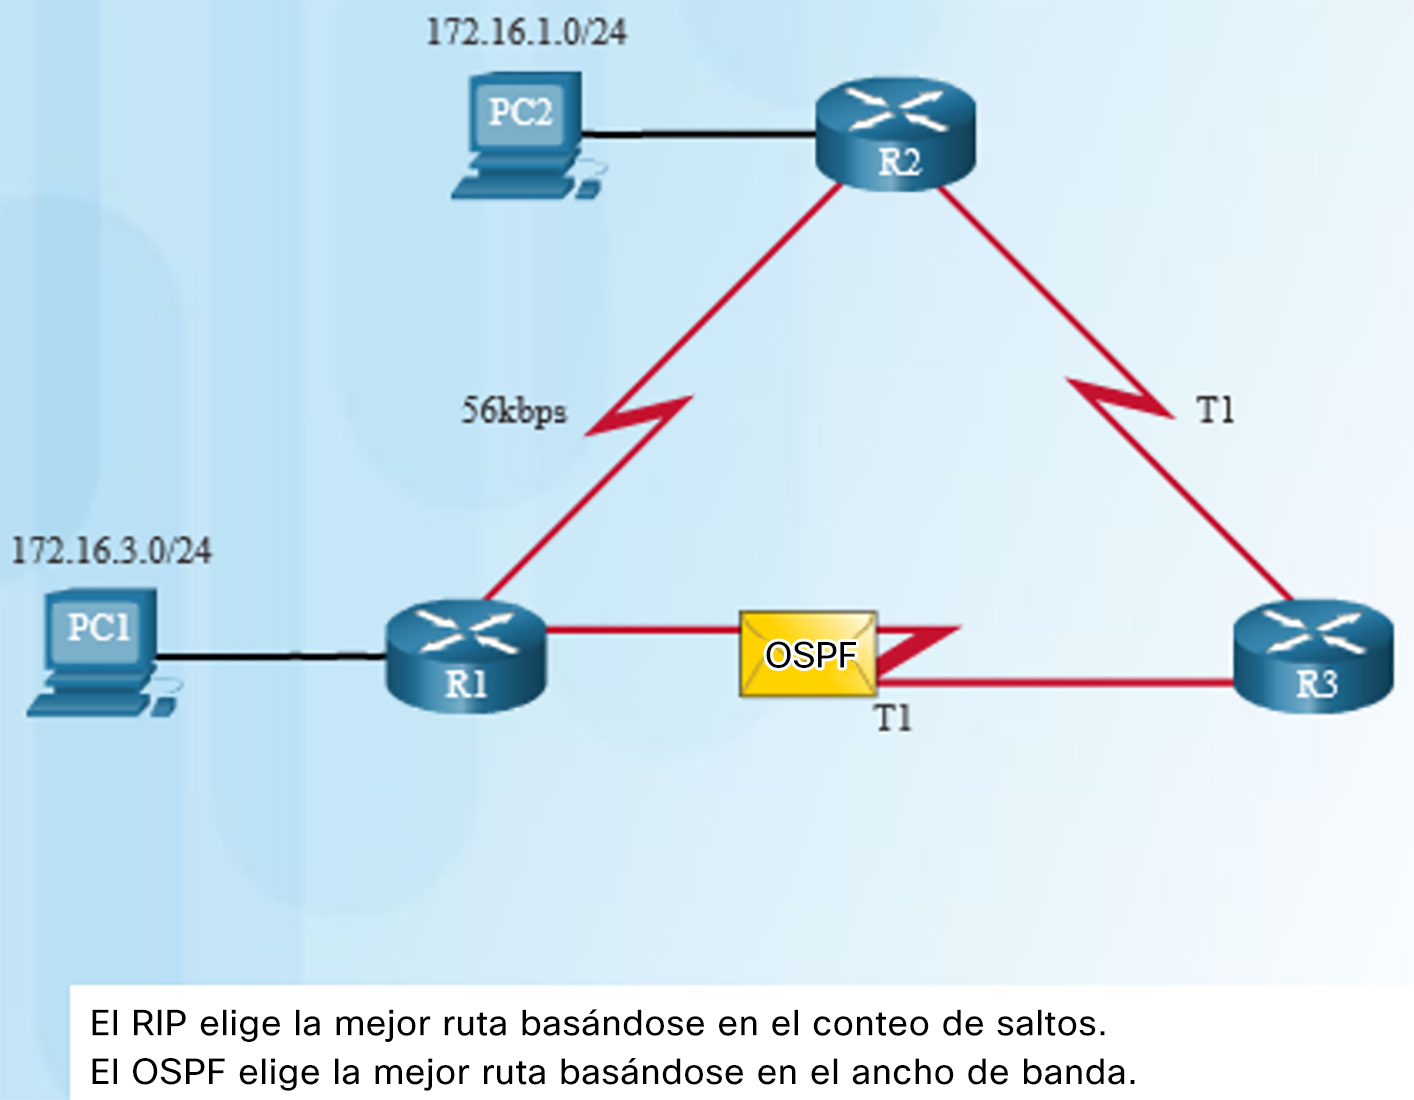 172.16.1.0/24
PC2
R2
56kbps
T1
172.16.3.0/24
PC1
R1
OSPF
R3
T1
El RIP elige la mejor ruta basándose en el conteo de saltos.
El OSPF elige la mejor ruta basándose en el ancho de banda.